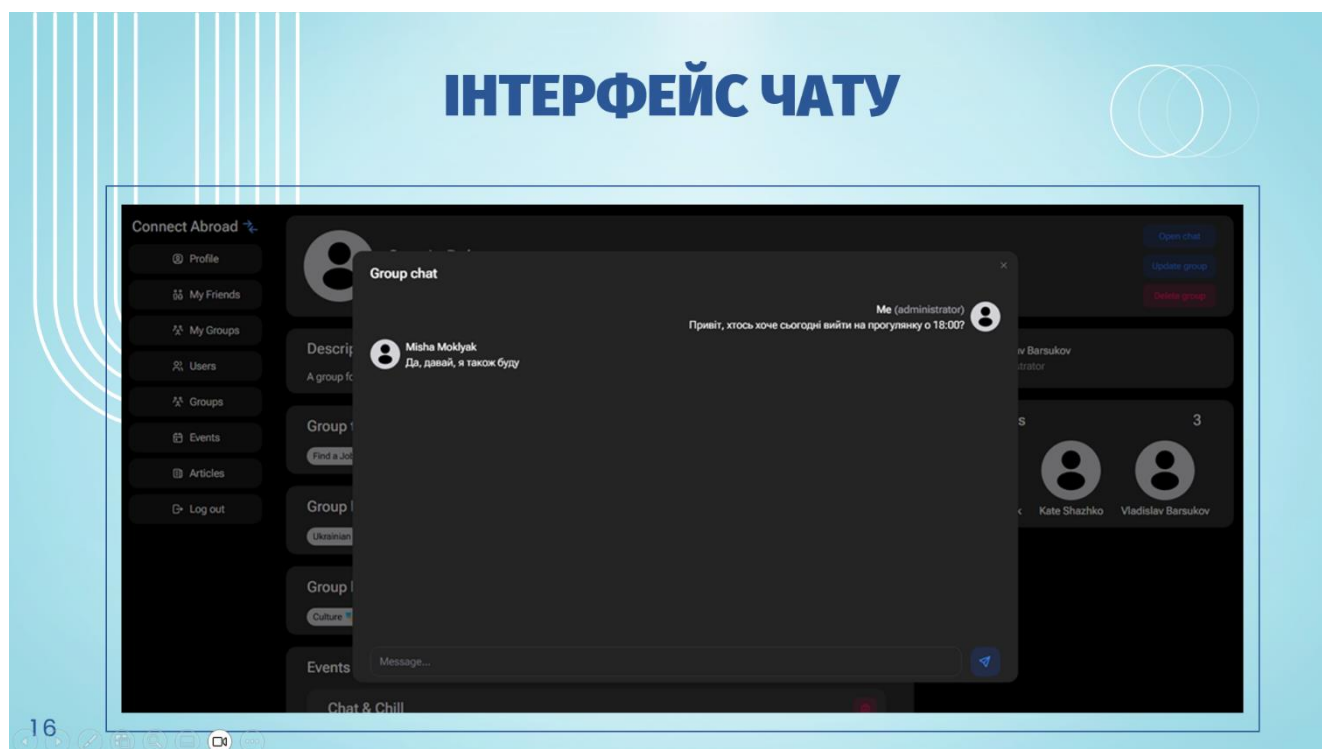 ІНТЕРФЕЙС ЧАТУ
Connect Abroad
Profile
My Friends
My Groups
Users
Groups
Events
Articles
Log out
Open chat
Update group
Delete group
Group chat
Me (administrator)
Привіт, хтось хоче сьогодні вийти на прогулянку о 18:00?
Misha Moklyak
Да, давай, я також буду
Descrip
A group fo
Barsukov
Group
Find a Job
3
Group
Ukrainian
Kate Shazhko
Vladislav Barsukov
Group
Culture
Message...
Events
Chat & Chill
16